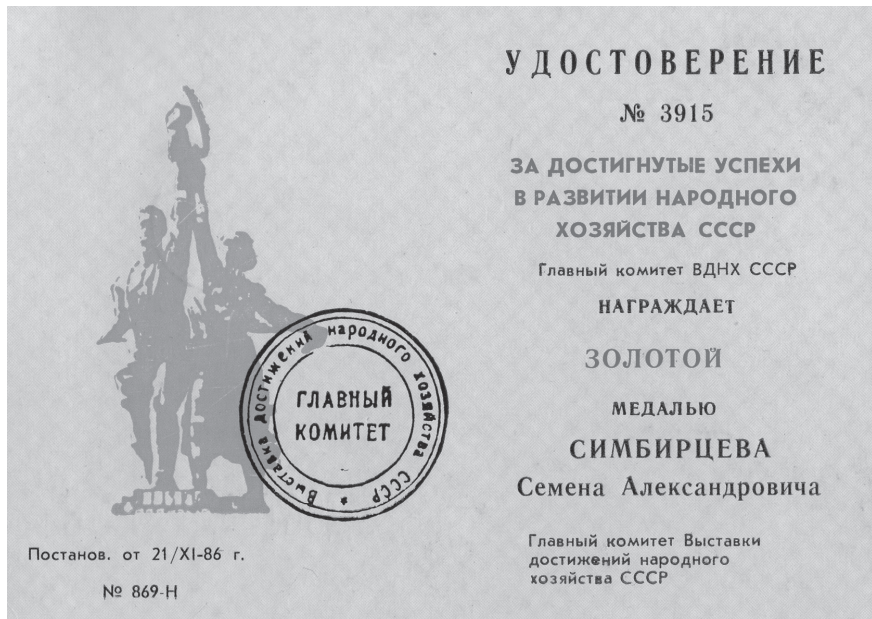 УДОСТОВЕРЕНИЕ
№ 3915
ЗА ДОСТИГНУТЫЕ УСПЕХИ
В РАЗВИТИИ НАРОДНОГО
ХОЗЯЙСТВА СССР
Главный комитет ВДНХ СССР
НАГРАЖДАЕТ
ЗОЛОТОЙ
МЕДАЛЬЮ
СИМБИРЦЕВА
Семена Александровича
Главный комитет Выставки
достижений народного
хозяйства СССР
Выставка достижений народного хозяйства СССР *
ГЛАВНЫЙ
КОМИТЕТ
Постанов. от 21/XI-86 г.
№ 869-Н